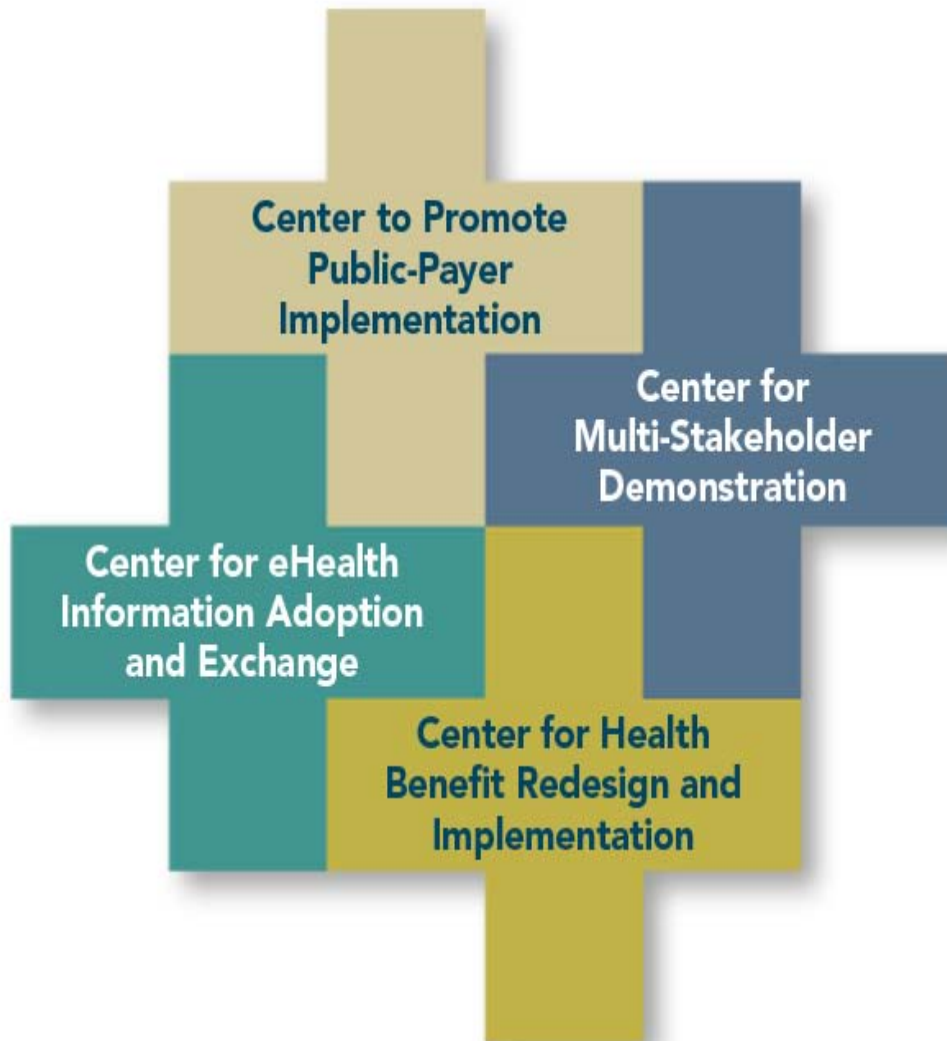 Center to Promote
Public-Payer
Implementation
Center for
Multi-Stakeholder
Demonstration
Center for eHealth
Information Adoption
and Exchange
Center for Health
Benefit Redesign and
Implementation